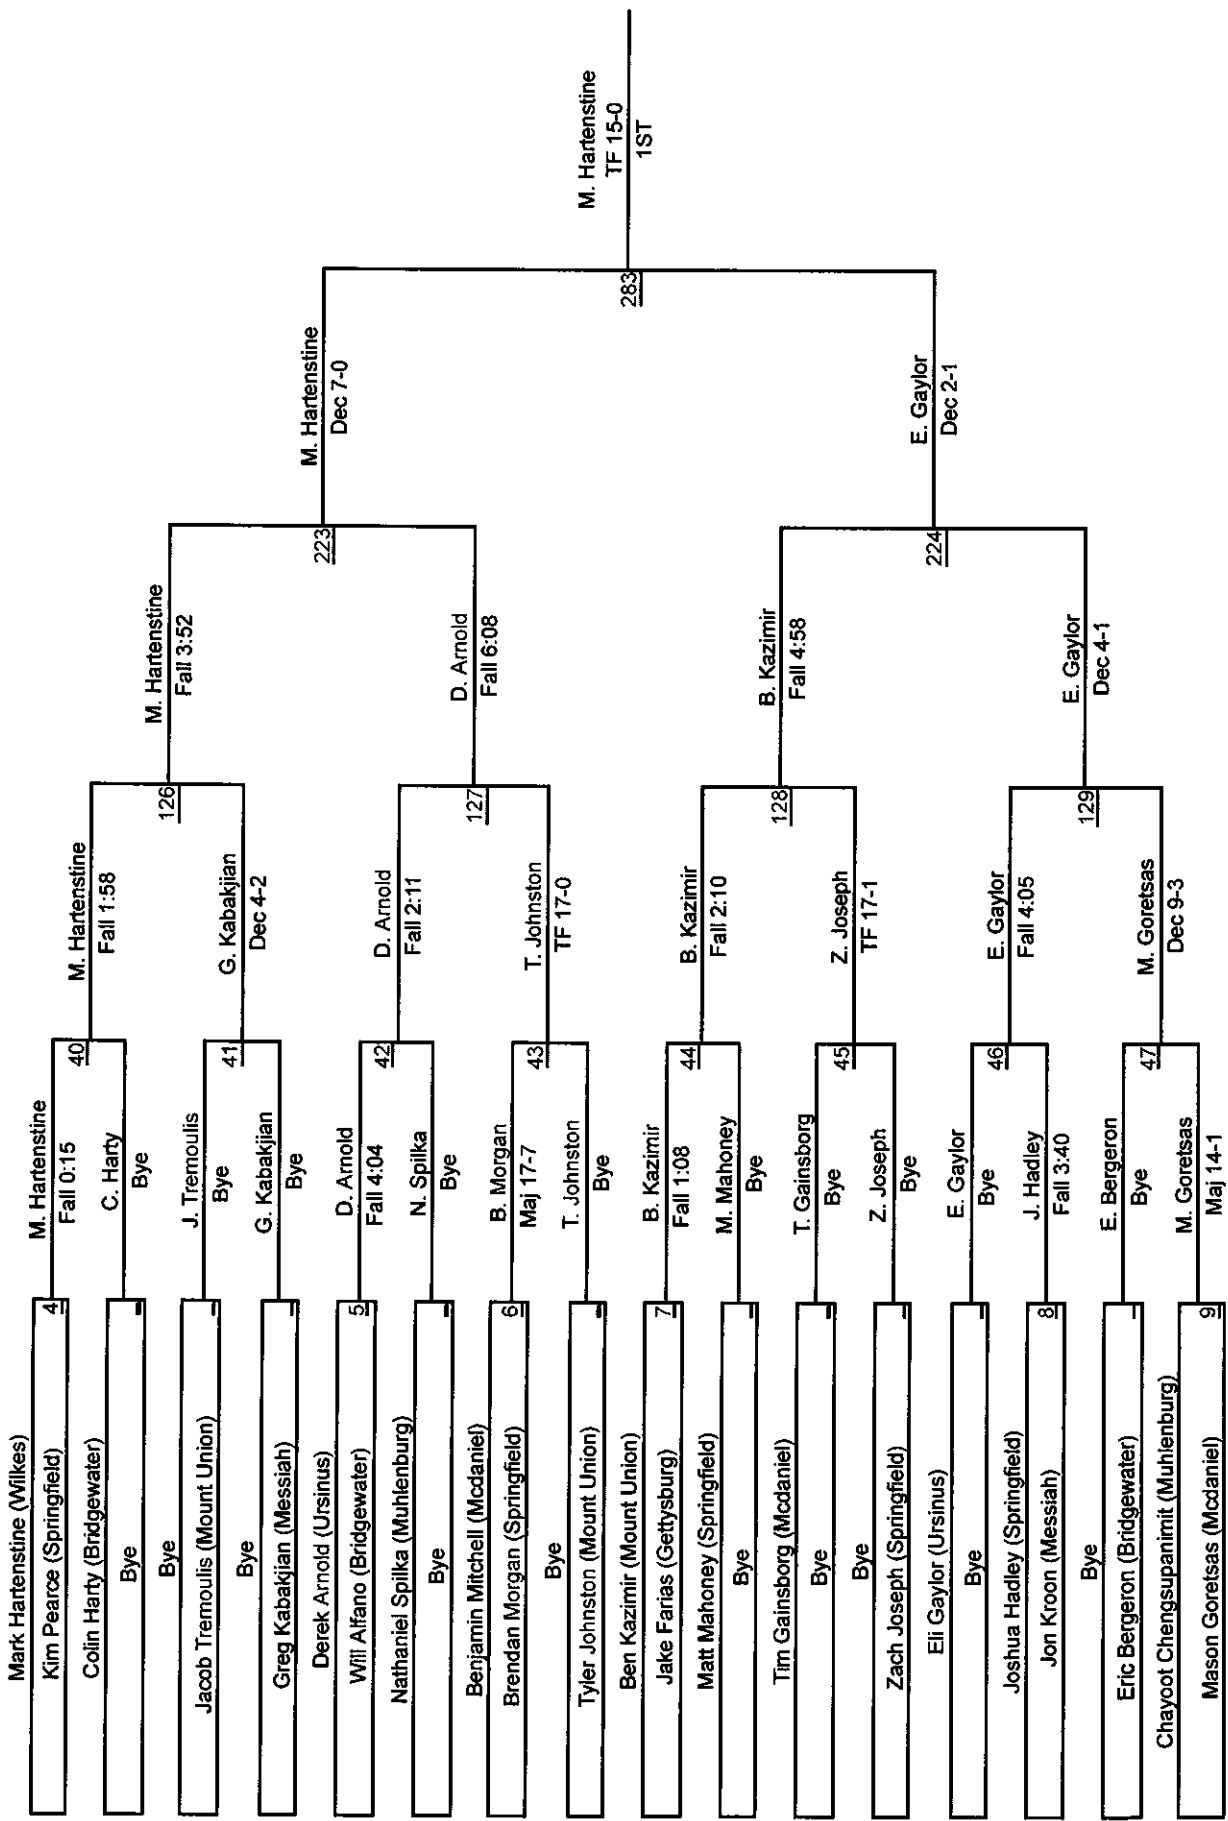 Mark Hartenstine (Wilkes)
Kim Pearce (Springfield)
4
Colin Harty (Bridgewater)
Bye
Bye
Jacob Tremoulis (Mount Union)
Bye
Greg Kabakjian (Messiah)
Derek Arnold (Ursinus)
Will Alfano (Bridgewater)
5
Nathaniel Spilka (Muhlenburg)
Bye
Benjamin Mitchell (Mcdaniel)
Brendan Morgan (Springfield)
6
Bye
Tyler Johnston (Mount Union)
Ben Kazimir (Mount Union)
Jake Farias (Gettysburg)
7
Matt Mahoney (Springfield)
Bye
Tim Gainsborg (Mcdaniel)
Bye
Bye
Zach Joseph (Springfield)
Eli Gaylor (Ursinus)
Bye
Joshua Hadley (Springfield)
Jon Kroon (Messiah)
8
Bye
Eric Bergeron (Bridgewater)
Chayoot Chengsupanimit (Muhlenburg)
Mason Goretsas (Mcdaniel)
9
M. Hartenstine
Fall 0:15
40
C. Harty
Bye
J. Tremoulis
Bye
41
G. Kabakjian
Bye
D. Arnold
Fall 4:04
42
N. Spilka
Bye
B. Morgan
Maj 17-7
43
T. Johnston
Bye
B. Kazimir
Fall 1:08
44
M. Mahoney
Bye
T. Gainsborg
Bye
45
Z. Joseph
Bye
E. Gaylor
Bye
46
J. Hadley
Fall 3:40
E. Bergeron
Bye
47
M. Goretsas
Maj 14-1
M. Hartenstine
Fall 1:58
126
G. Kabakjian
Dec 4-2
D. Arnold
Fall 2:11
127
T. Johnston
TF 17-0
B. Kazimir
Fall 2:10
128
Z. Joseph
TF 17-1
E. Gaylor
Fall 4:05
129
M. Goretsas
Dec 9-3
M. Hartenstine
Fall 3:52
223
D. Arnold
Fall 6:08
B. Kazimir
Fall 4:58
224
E. Gaylor
Dec 4-1
M. Hartenstine
Dec 7-0
283
E. Gaylor
Dec 2-1
M. Hartenstine
TF 15-0
1ST